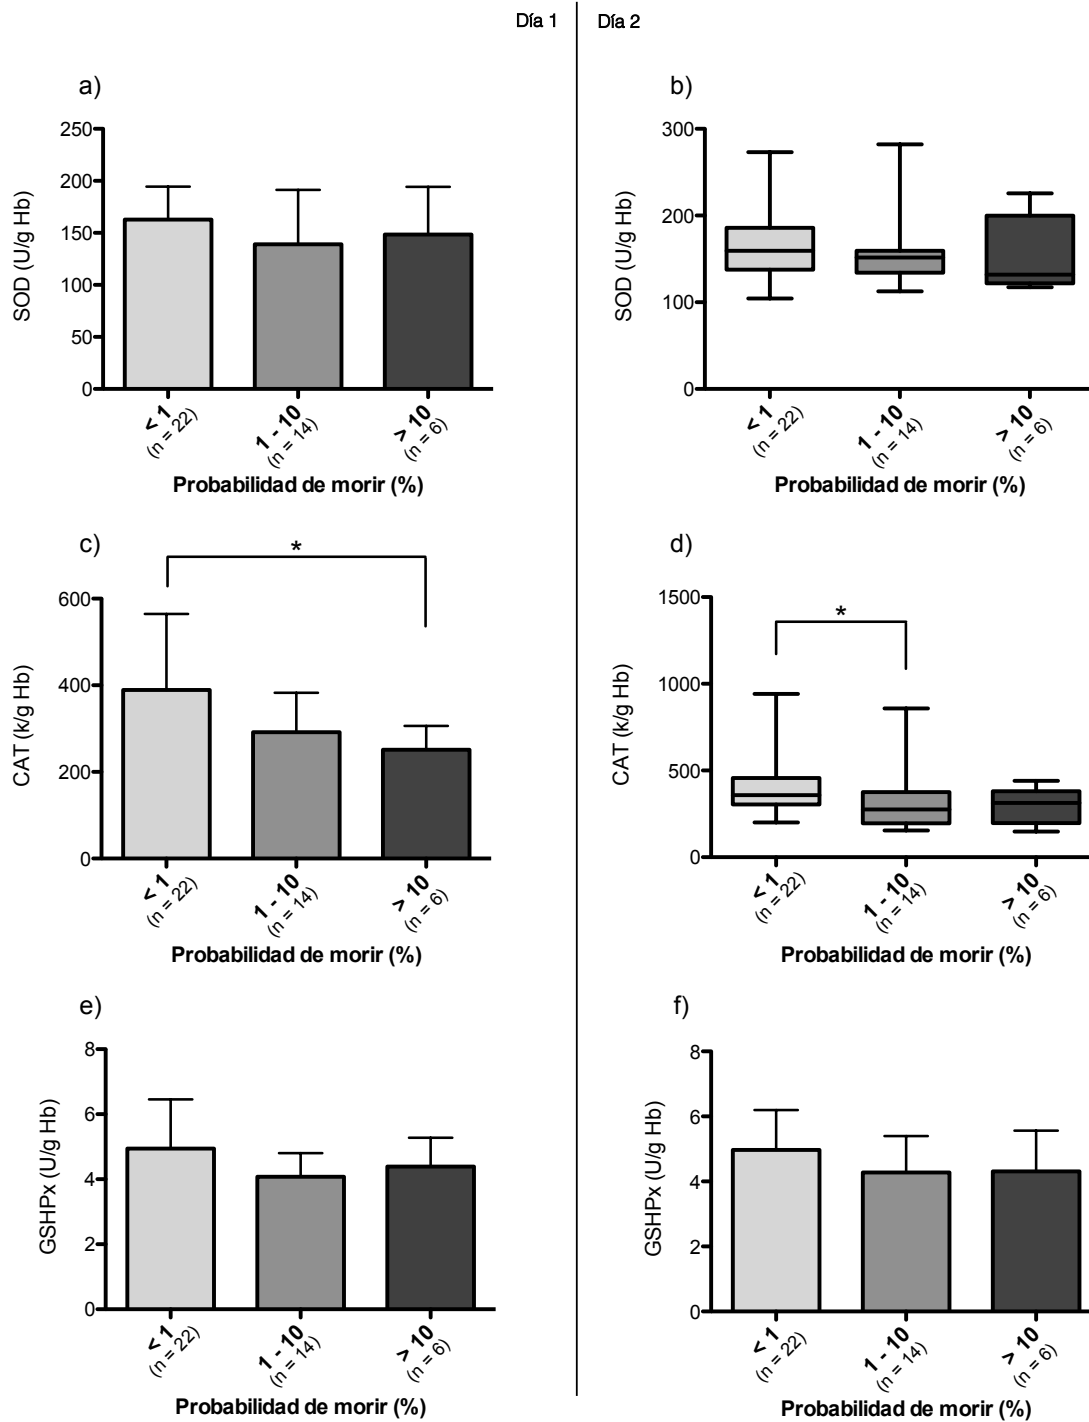 Día 1
Día 2
a)
SOD (U/g Hb)
250
200
150
100
50
0
< 1
(n = 22)
1 - 10
(n = 14)
> 10
(n = 6)
Probabilidad de morir (%)
b)
SOD (U/g Hb)
300
200
100
0
< 1
(n = 22)
1 - 10
(n = 14)
> 10
(n = 6)
Probabilidad de morir (%)
c)
*
CAT (k/g Hb)
600
400
200
0
< 1
(n = 22)
1 - 10
(n = 14)
> 10
(n = 6)
Probabilidad de morir (%)
d)
*
CAT (k/g Hb)
1500
1000
500
0
< 1
(n = 22)
1 - 10
(n = 14)
> 10
(n = 6)
Probabilidad de morir (%)
e)
GSHPx (U/g Hb)
8
6
4
2
0
< 1
(n = 22)
1 - 10
(n = 14)
> 10
(n = 6)
Probabilidad de morir (%)
f)
GSHPx (U/g Hb)
8
6
4
2
0
< 1
(n = 22)
1 - 10
(n = 14)
> 10
(n = 6)
Probabilidad de morir (%)